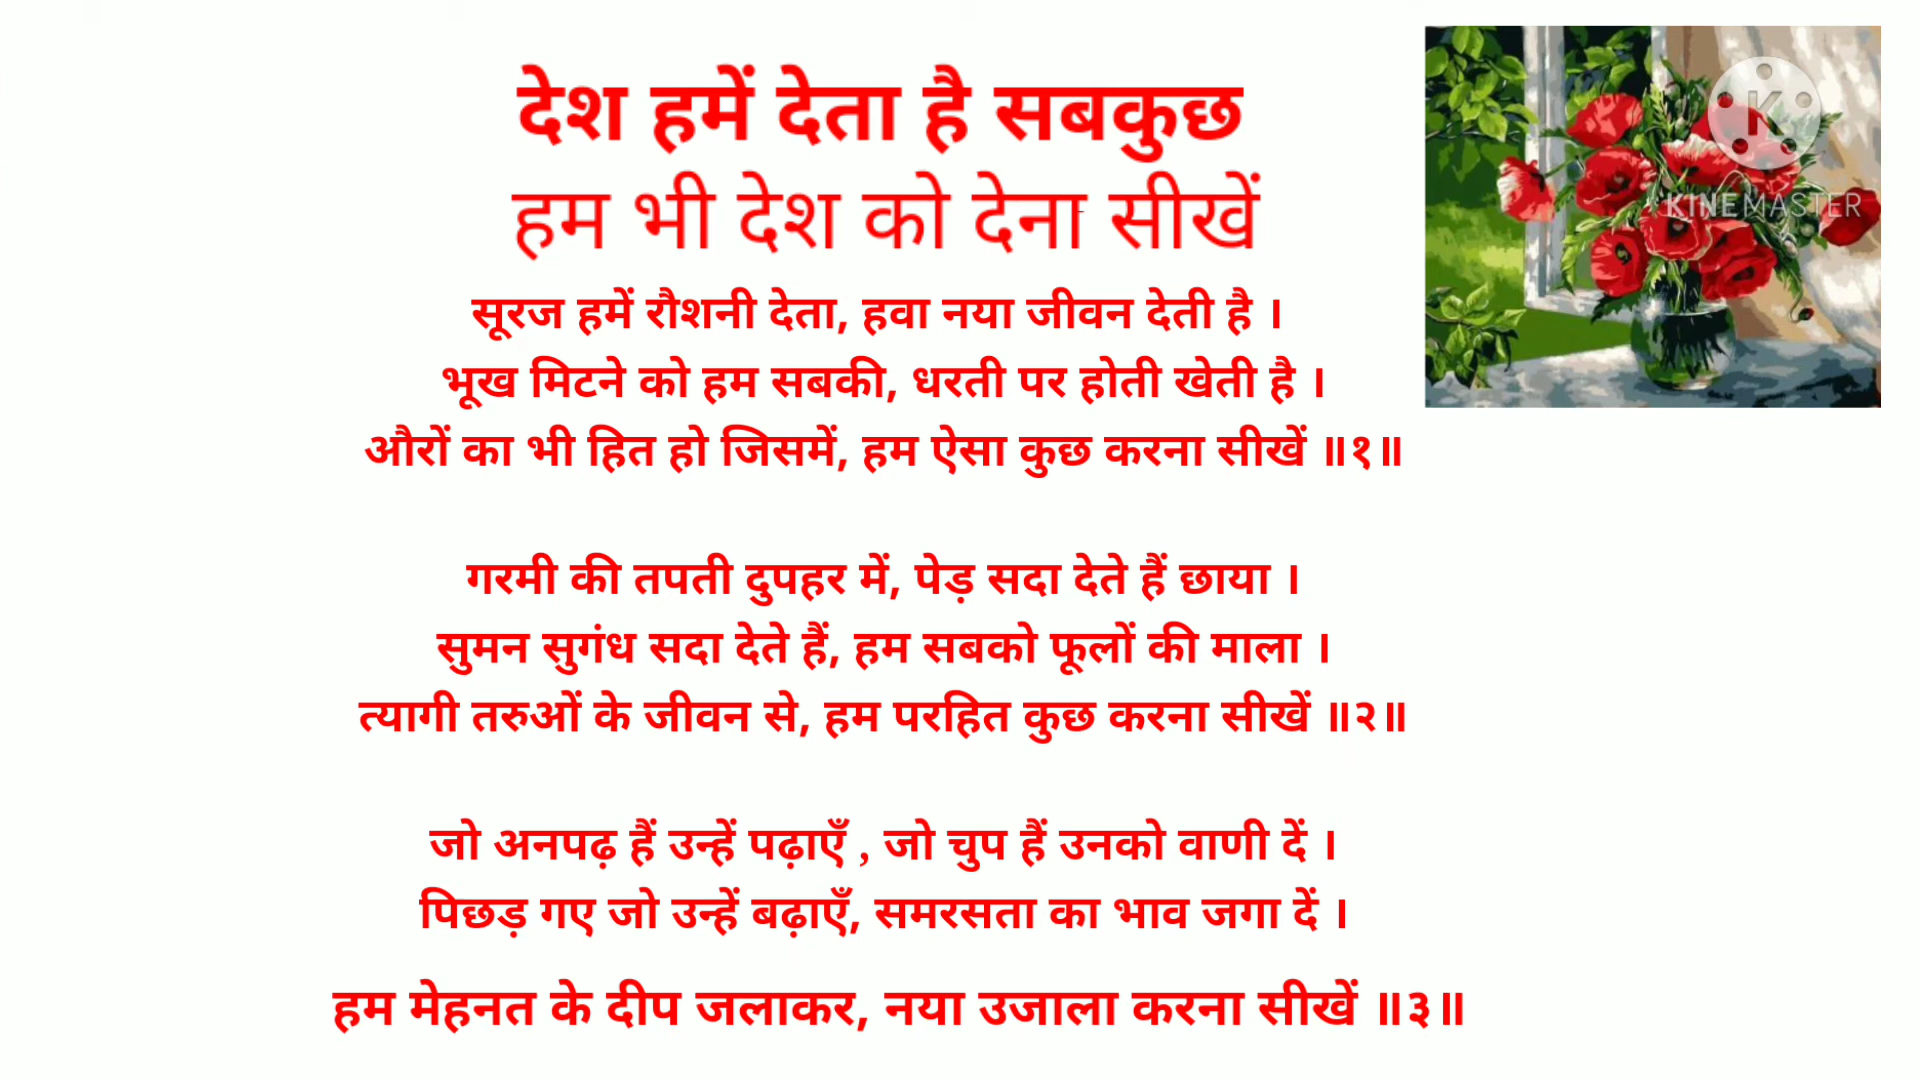 देश हमें देता है सबकुछ
हम भी देश को देना सीखें
सूरज हमें रौशनी देता, हवा नया जीवन देती है ।
भूख मिटने को हम सबकी, धरती पर होती खेती है ।
औरों का भी हित हो जिसमें, हम ऐसा कुछ करना सीखें ॥१॥
गरमी की तपती दुपहर में, पेड़ सदा देते हैं छाया ।
सुमन सुगंध सदा देते हैं, हम सबको फूलों की माला ।
त्यागी तरुओं के जीवन से, हम परहित कुछ करना सीखें ॥२॥
जो अनपढ़ हैं उन्हें पढ़ाएँ , जो चुप हैं उनको वाणी दें ।
पिछड़ गए जो उन्हें बढ़ाएँ, समरसता का भाव जगा दें ।
हम मेहनत के दीप जलाकर, नया उजाला करना सीखें ॥३॥
K
KINEMASTER